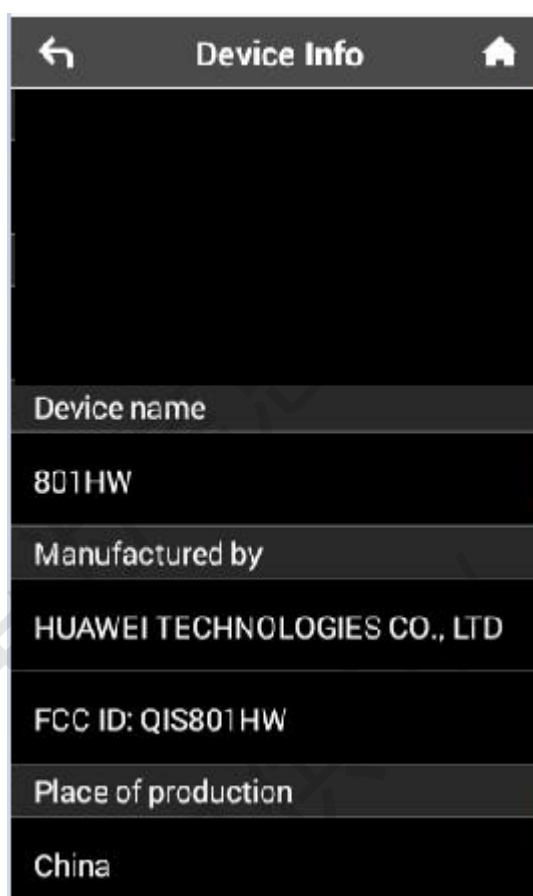 Device Info
Device name
801HW
Manufactured by
HUAWEI TECHNOLOGIES CO., LTD
FCC ID: QIS801HW
Place of production
China